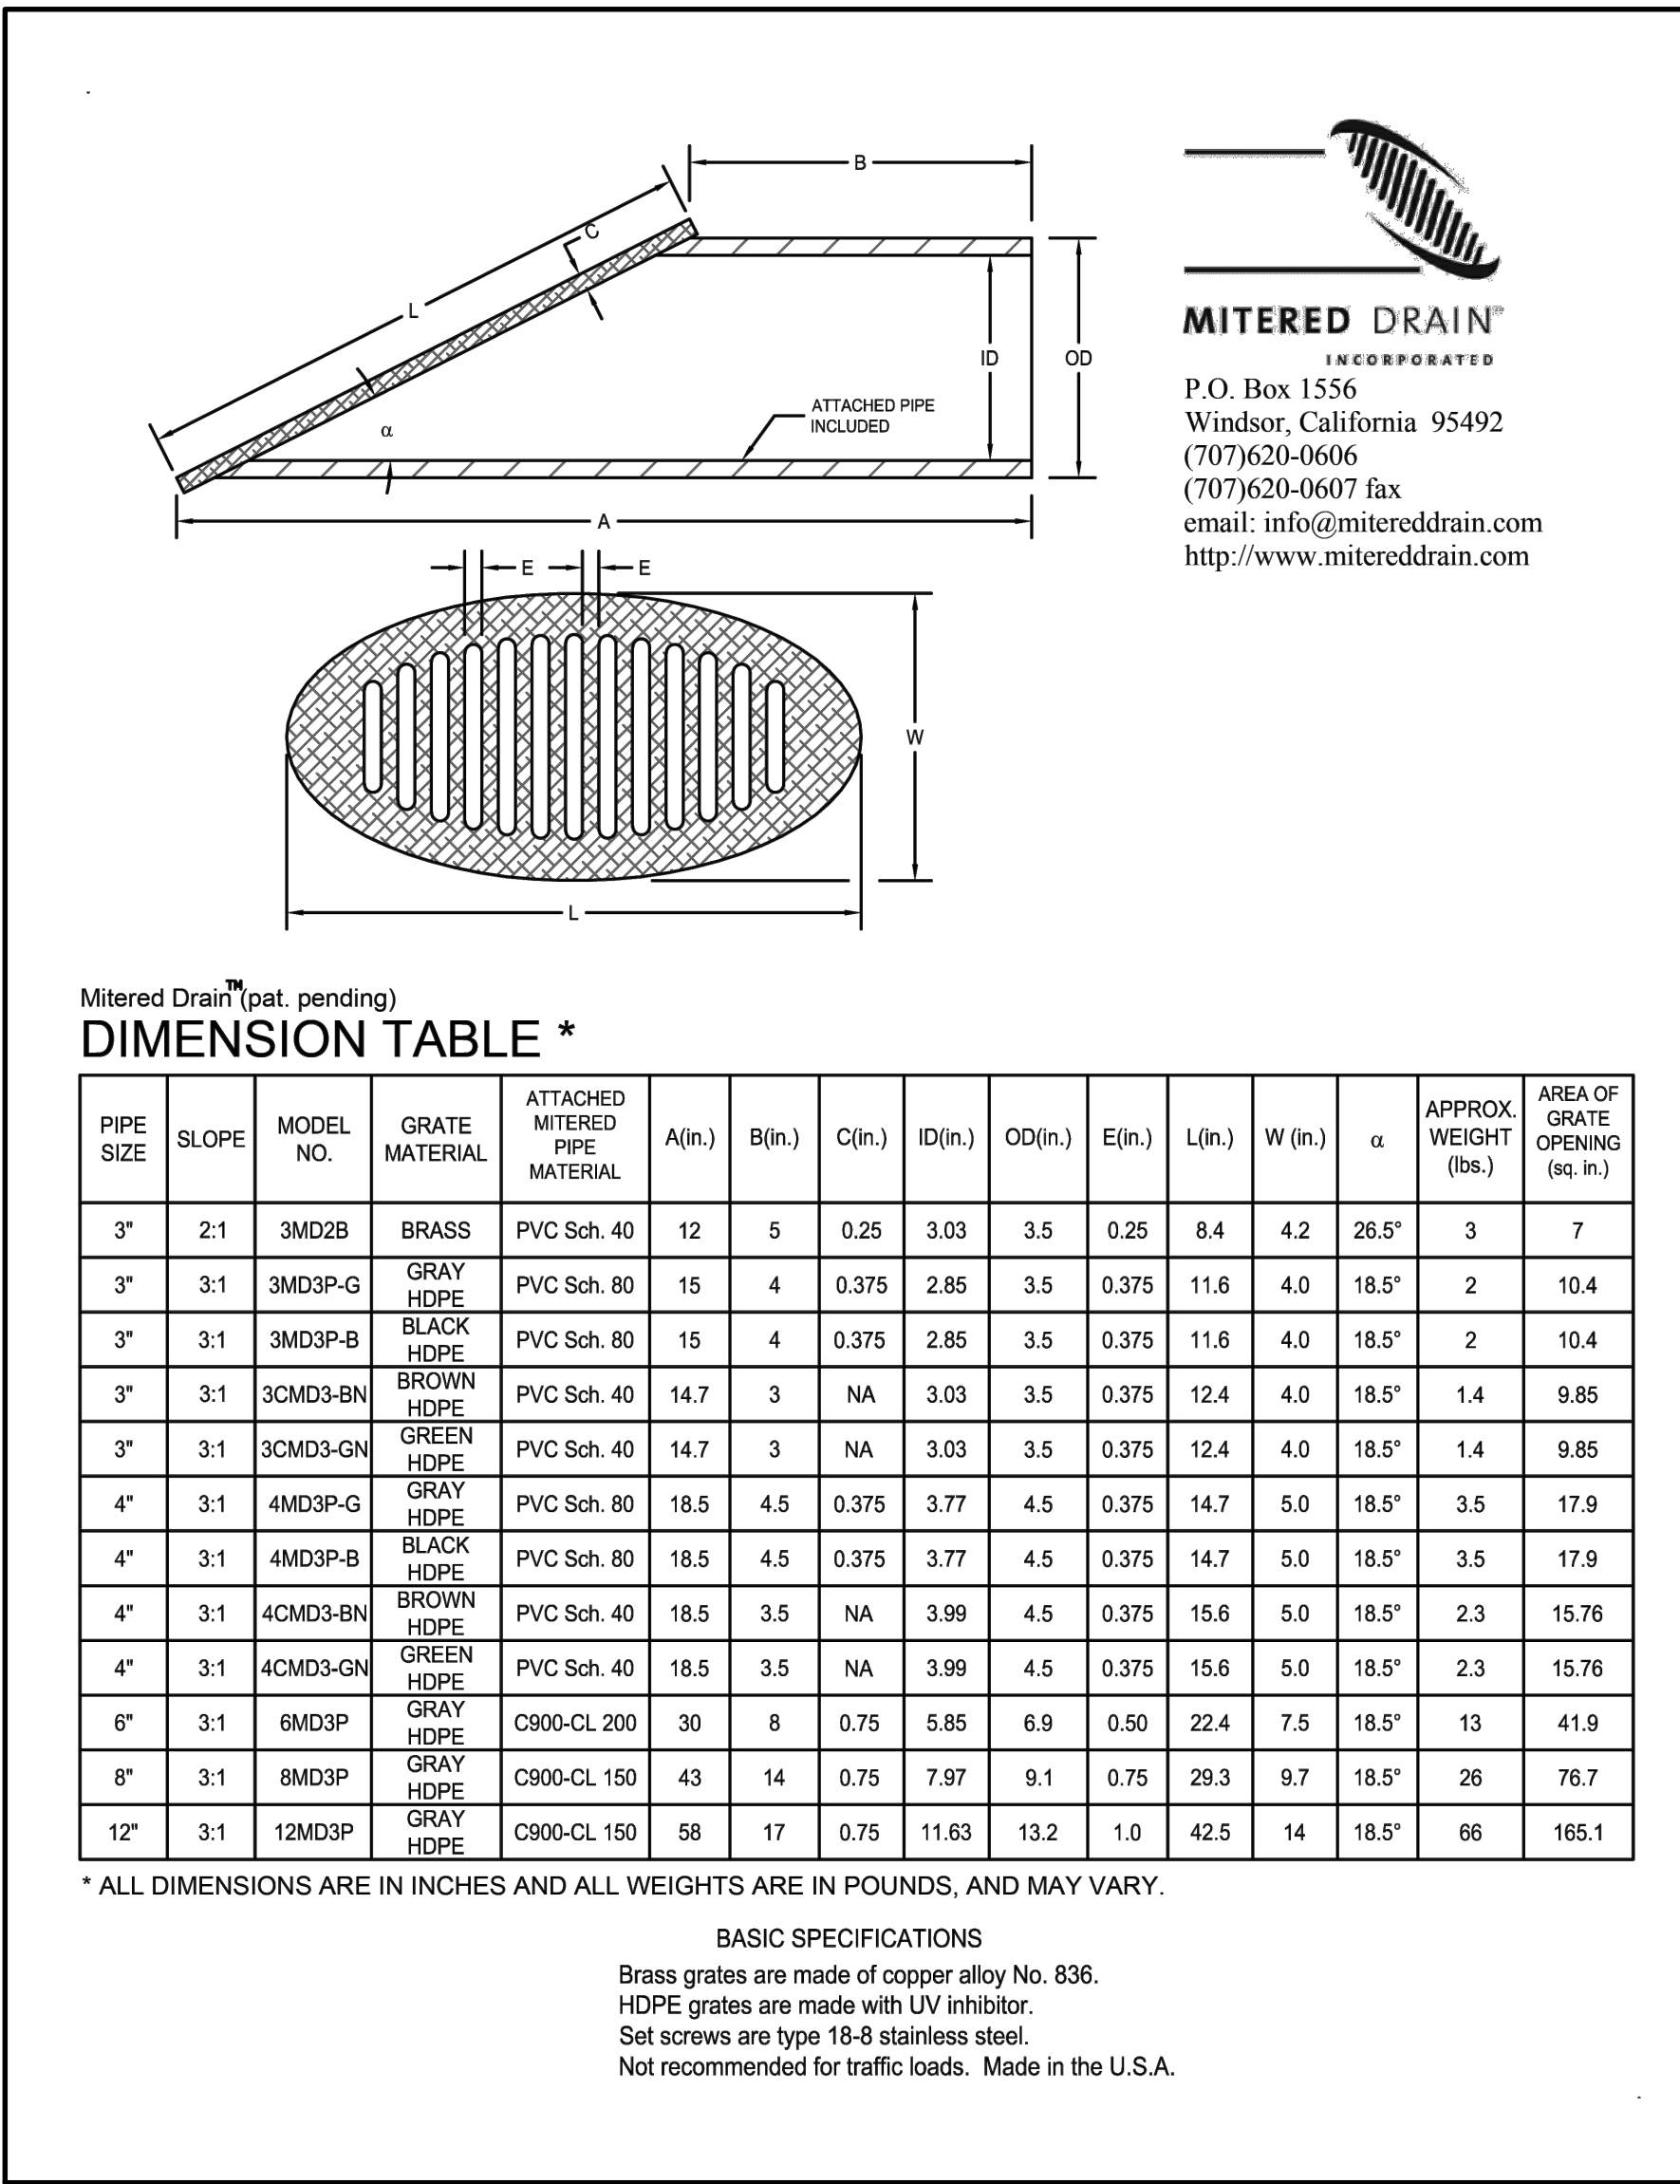 B
C
L
ID
OD
ATTACHED PIPE
INCLUDED
α
A
E
E
W
L
MITERED DRAIN®
INCORPORATED
P.O. Box 1556
Windsor, California 95492
(707)620-0606
(707)620-0607 fax
email: info@mitereddrain.com
http://www.mitereddrain.com
Mitered Drain™(pat. pending)
DIMENSION TABLE *
PIPE SIZE SLOPE MODEL NO. GRATE MATERIAL ATTACHED MITERED PIPE MATERIAL A(in.) B(in.) C(in.) ID(in.) OD(in.) E(in.) L(in.) W (in.) α APPROX. WEIGHT (lbs.) AREA OF GRATE OPENING (sq. in.)
3" 2:1 3MD2B BRASS PVC Sch. 40 12 5 0.25 3.03 3.5 0.25 8.4 4.2 26.5° 3 7
3" 3:1 3MD3P-G GRAY HDPE PVC Sch. 80 15 4 0.375 2.85 3.5 0.375 11.6 4.0 18.5° 2 10.4
3" 3:1 3MD3P-B BLACK HDPE PVC Sch. 80 15 4 0.375 2.85 3.5 0.375 11.6 4.0 18.5° 2 10.4
3" 3:1 3CMD3-BN BROWN HDPE PVC Sch. 40 14.7 3 NA 3.03 3.5 0.375 12.4 4.0 18.5° 1.4 9.85
3" 3:1 3CMD3-GN GREEN HDPE PVC Sch. 40 14.7 3 NA 3.03 3.5 0.375 12.4 4.0 18.5° 1.4 9.85
4" 3:1 4MD3P-G GRAY HDPE PVC Sch. 80 18.5 4.5 0.375 3.77 4.5 0.375 14.7 5.0 18.5° 3.5 17.9
4" 3:1 4MD3P-B BLACK HDPE PVC Sch. 80 18.5 4.5 0.375 3.77 4.5 0.375 14.7 5.0 18.5° 3.5 17.9
4" 3:1 4CMD3-BN BROWN HDPE PVC Sch. 40 18.5 3.5 NA 3.99 4.5 0.375 15.6 5.0 18.5° 2.3 15.76
4" 3:1 4CMD3-GN GREEN HDPE PVC Sch. 40 18.5 3.5 NA 3.99 4.5 0.375 15.6 5.0 18.5° 2.3 15.76
6" 3:1 6MD3P GRAY HDPE C900-CL 200 30 8 0.75 5.85 6.9 0.50 22.4 7.5 18.5° 13 41.9
8" 3:1 8MD3P GRAY HDPE C900-CL 150 43 14 0.75 7.97 9.1 0.75 29.3 9.7 18.5° 26 76.7
12" 3:1 12MD3P GRAY HDPE C900-CL 150 58 17 0.75 11.63 13.2 1.0 42.5 14 18.5° 66 165.1
* ALL DIMENSIONS ARE IN INCHES AND ALL WEIGHTS ARE IN POUNDS, AND MAY VARY.
BASIC SPECIFICATIONS
Brass grates are made of copper alloy No. 836.
HDPE grates are made with UV inhibitor.
Set screws are type 18-8 stainless steel.
Not recommended for traffic loads. Made in the U.S.A.